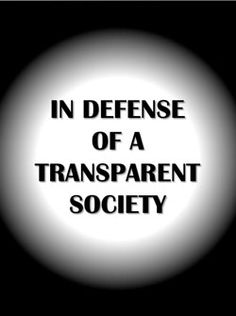 IN DEFENSE
OF A
TRANSPARENT
SOCIETY